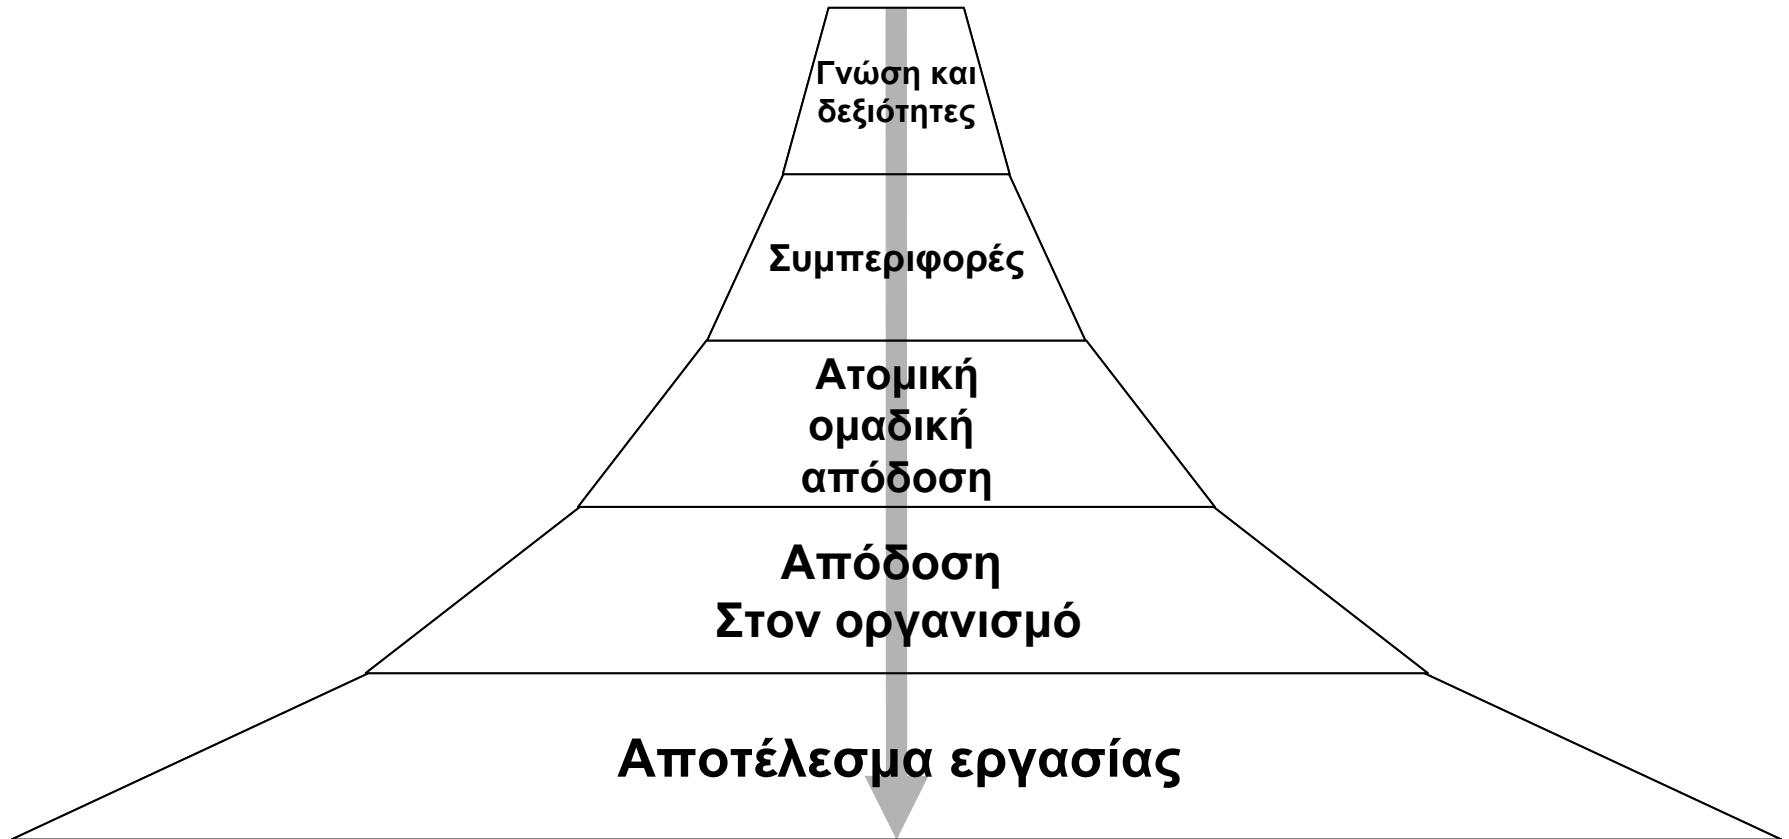 Γνώση και
δεξιότητες
Συμπεριφορές
Ατομική
ομαδική
απόδοση
Απόδοση
Στον οργανισμό
Αποτέλεσμα εργασίας